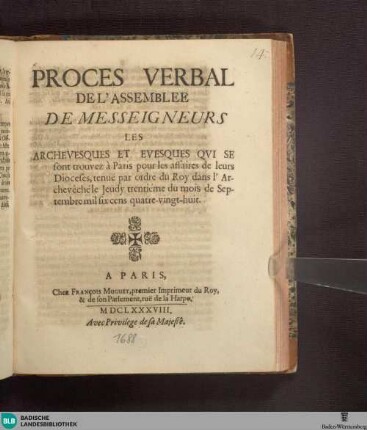 PROCES VERBAL
DE L'ASSEMBLEE
DE MESSEIGNEURS
LES
ARCHEVESQUES ET EVESQUES QVI SE
sont trouvez à Paris pour les affaires de leurs
Dioceses, tenuë par ordre du Roy dans l'Ar-
chevêché le Jeudy trentiéme du mois de Sep-
tembre mil six cens quatre-vingt-huit.
A PARIS,
Chez FRANÇOIS MUGUET, premier Imprimeur du Roy,
& de son Parlement, ruë de la Harpe,
MDCLXXXVIII.
Avec Privilege de sa Majesté.
1688
BLB
BADISCHE
LANDESBIBLIOTHEK
Baden-Württemberg